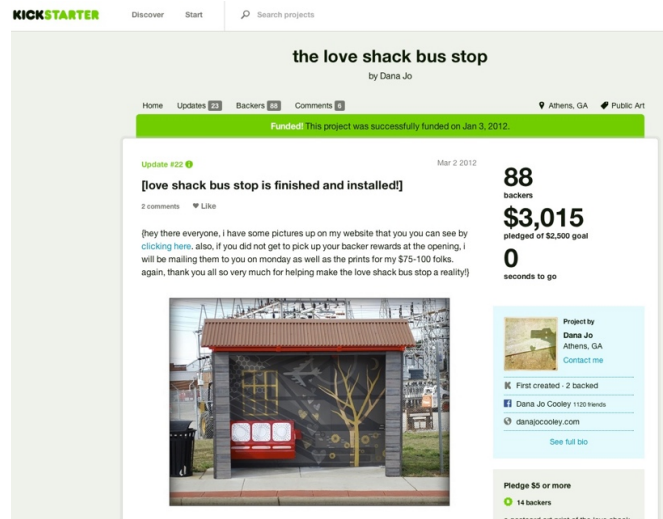 KICKSTARTER
Discover
Start
Search projects
the love shack bus stop
by Dana Jo
Home
Updates 23
Backers 88
Comments 6
Athens, GA
Public Art
Funded! This project was successfully funded on Jan 3, 2012.
Update #22
Mar 2 2012
[love shack bus stop is finished and installed!]
2 comments
Like
{hey there everyone, i have some pictures up on my website that you you can see by
clicking here. also, if you did not get to pick up your backer rewards at the opening, i
will be mailing them to you on monday as well as the prints for my $75-100 folks.
again, thank you all so very much for helping make the love shack bus stop a reality!}
88
backers
$3,015
pledged of $2,500 goal
0
seconds to go
Project by
Dana Jo
Athens, GA
Contact me
First created · 2 backed
Dana Jo Cooley 1120 friends
danajocooley.com
See full bio
Pledge $5 or more
14 backers